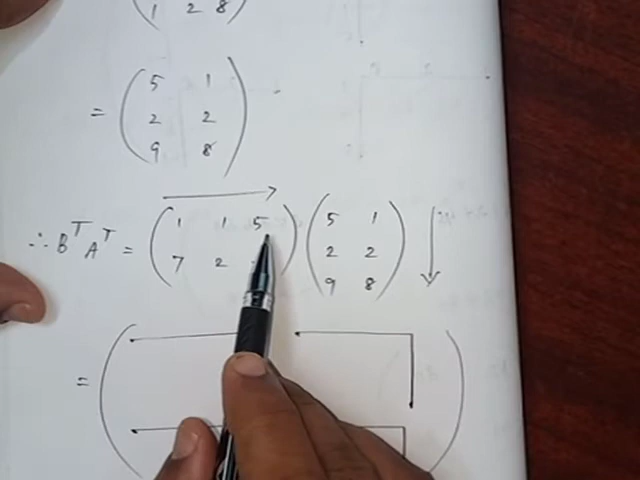 1 2 8
= ( 5 1
2 2
9 8 )
∴ BᵀAᵀ = ( 1 1 5 ) ( 5 1 )
7 2 2 2
9 8
= ( )